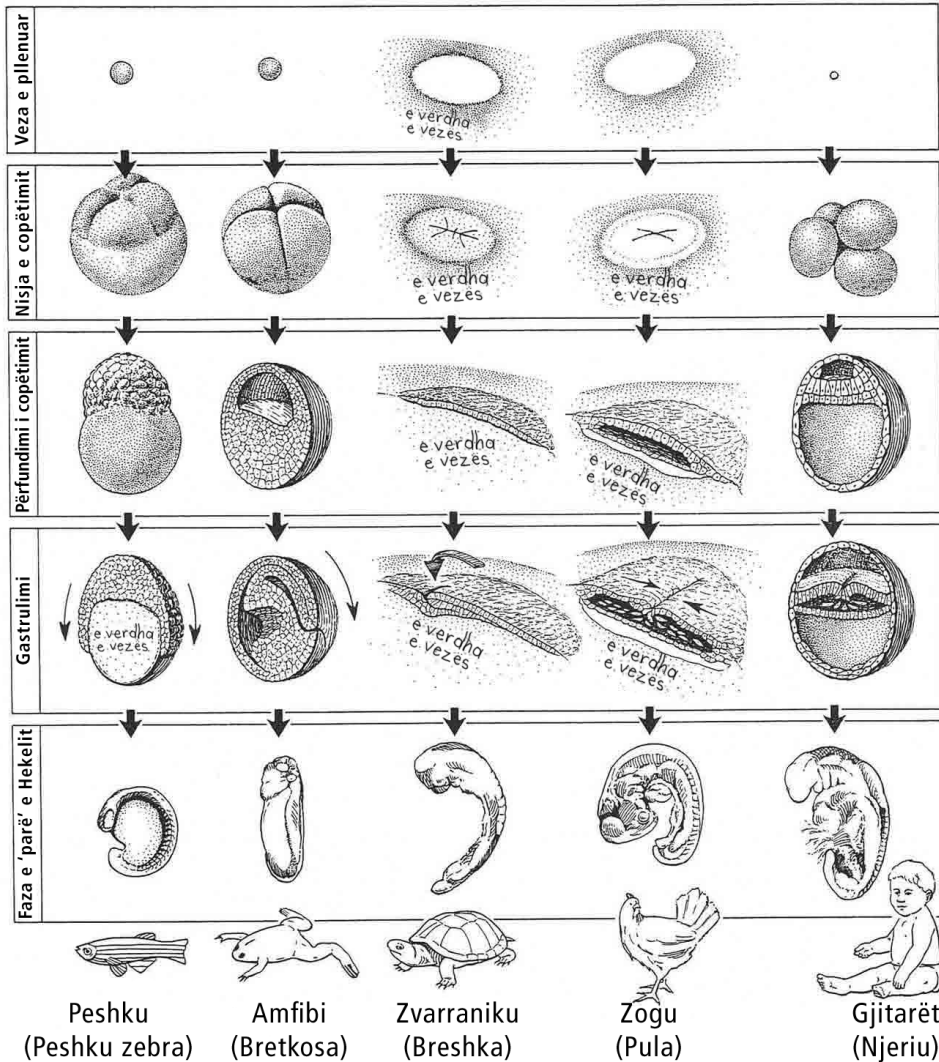 Veza e pllenuar
e verdha
e vezës
Nisja e copëtimit
e verdha
e vezës
e verdha
e vezës
Përfundimi i copëtimit
e verdha
e vezës
e verdha
e vezës
Gastrulimi
e verdha
e vezës
e verdha
e vezës
e verdha
e vezës
Faza e 'parë' e Hekelit
Peshku
(Peshku zebra)
Amfibi
(Bretkosa)
Zvarraniku
(Breshka)
Zogu
(Pula)
Gjitarët
(Njeriu)